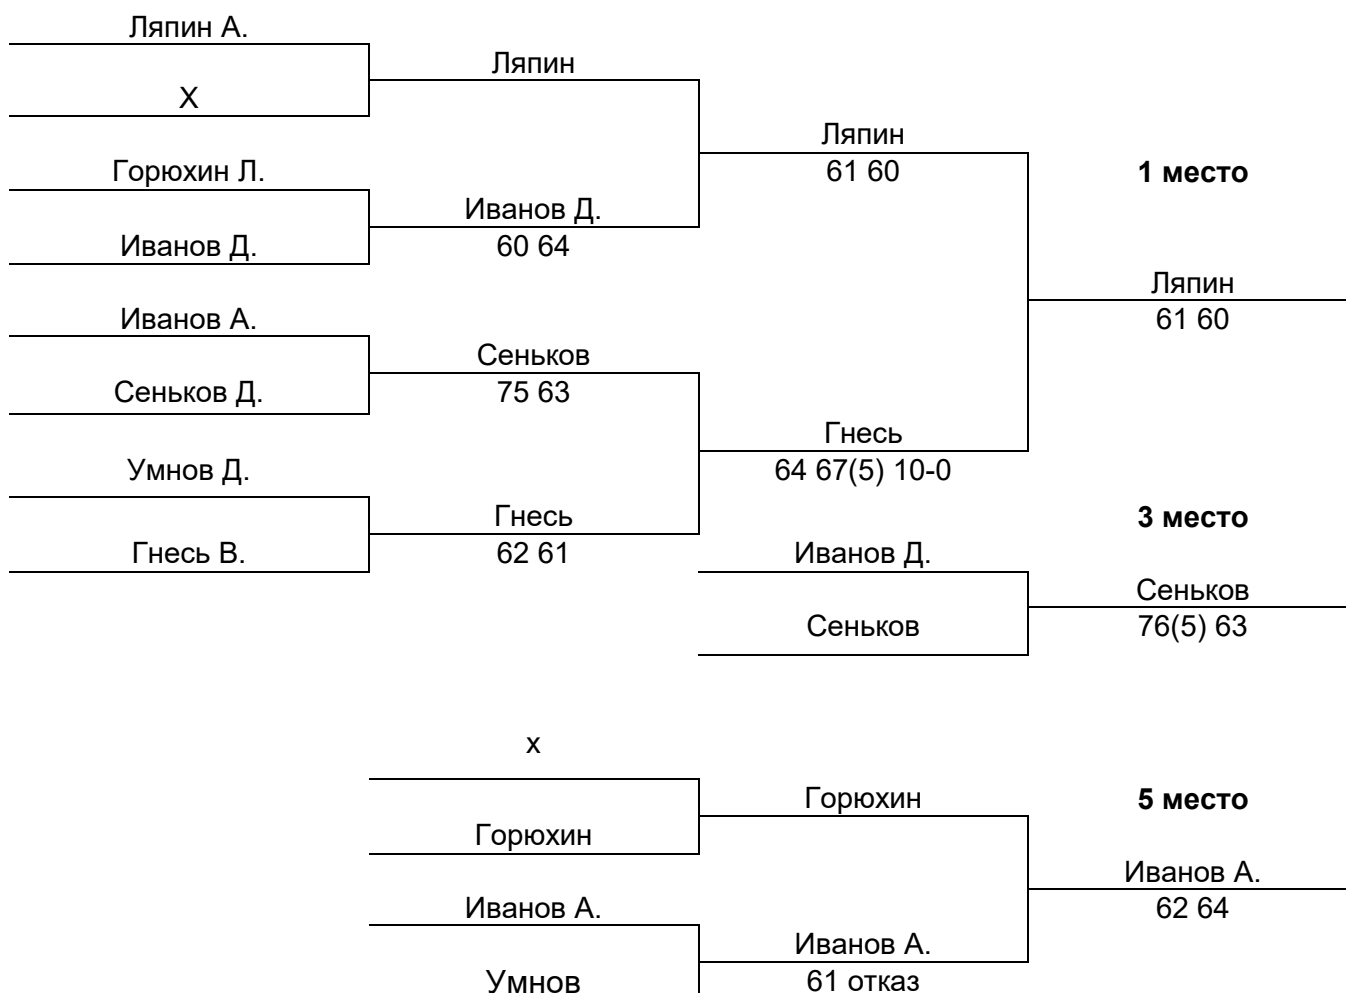 Ляпин А.
Ляпин
Х
Ляпин
Горюхин Л.
61 60
1 место
Иванов Д.
Иванов Д.
60 64
Ляпин
Иванов А.
61 60
Сеньков
Сеньков Д.
75 63
Гнесь
Умнов Д.
64 67(5) 10-0
Гнесь
3 место
Гнесь В.
62 61
Иванов Д.
Сеньков
Сеньков
76(5) 63
х
Горюхин
5 место
Горюхин
Иванов А.
Иванов А.
62 64
Иванов А.
Умнов
61 отказ